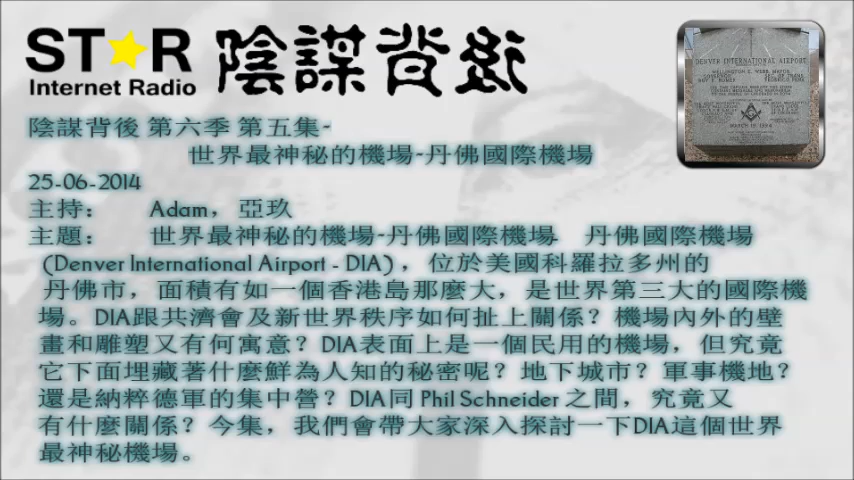 STAR
Internet Radio
陰謀背後
DENVER INTERNATIONAL AIRPORT
陰謀背後 第六季 第五集-
世界最神秘的機場-丹佛國際機場
25-06-2014
主持： Adam，亞玖
主題： 世界最神秘的機場-丹佛國際機場 丹佛國際機場
(Denver International Airport - DIA)，位於美國科羅拉多州的
丹佛市，面積有如一個香港島那麼大，是世界第三大的國際機
場。DIA跟共濟會及新世界秩序如何扯上關係？機場內外的壁
畫和雕塑又有何寓意？DIA表面上是一個民用的機場，但究竟
它下面埋藏著什麼鮮為人知的秘密呢？地下城市？軍事機地？
還是納粹德軍的集中營？DIA同 Phil Schneider 之間，究竟又
有什麼關係？今集，我們會帶大家深入探討一下DIA這個世界
最神秘機場。